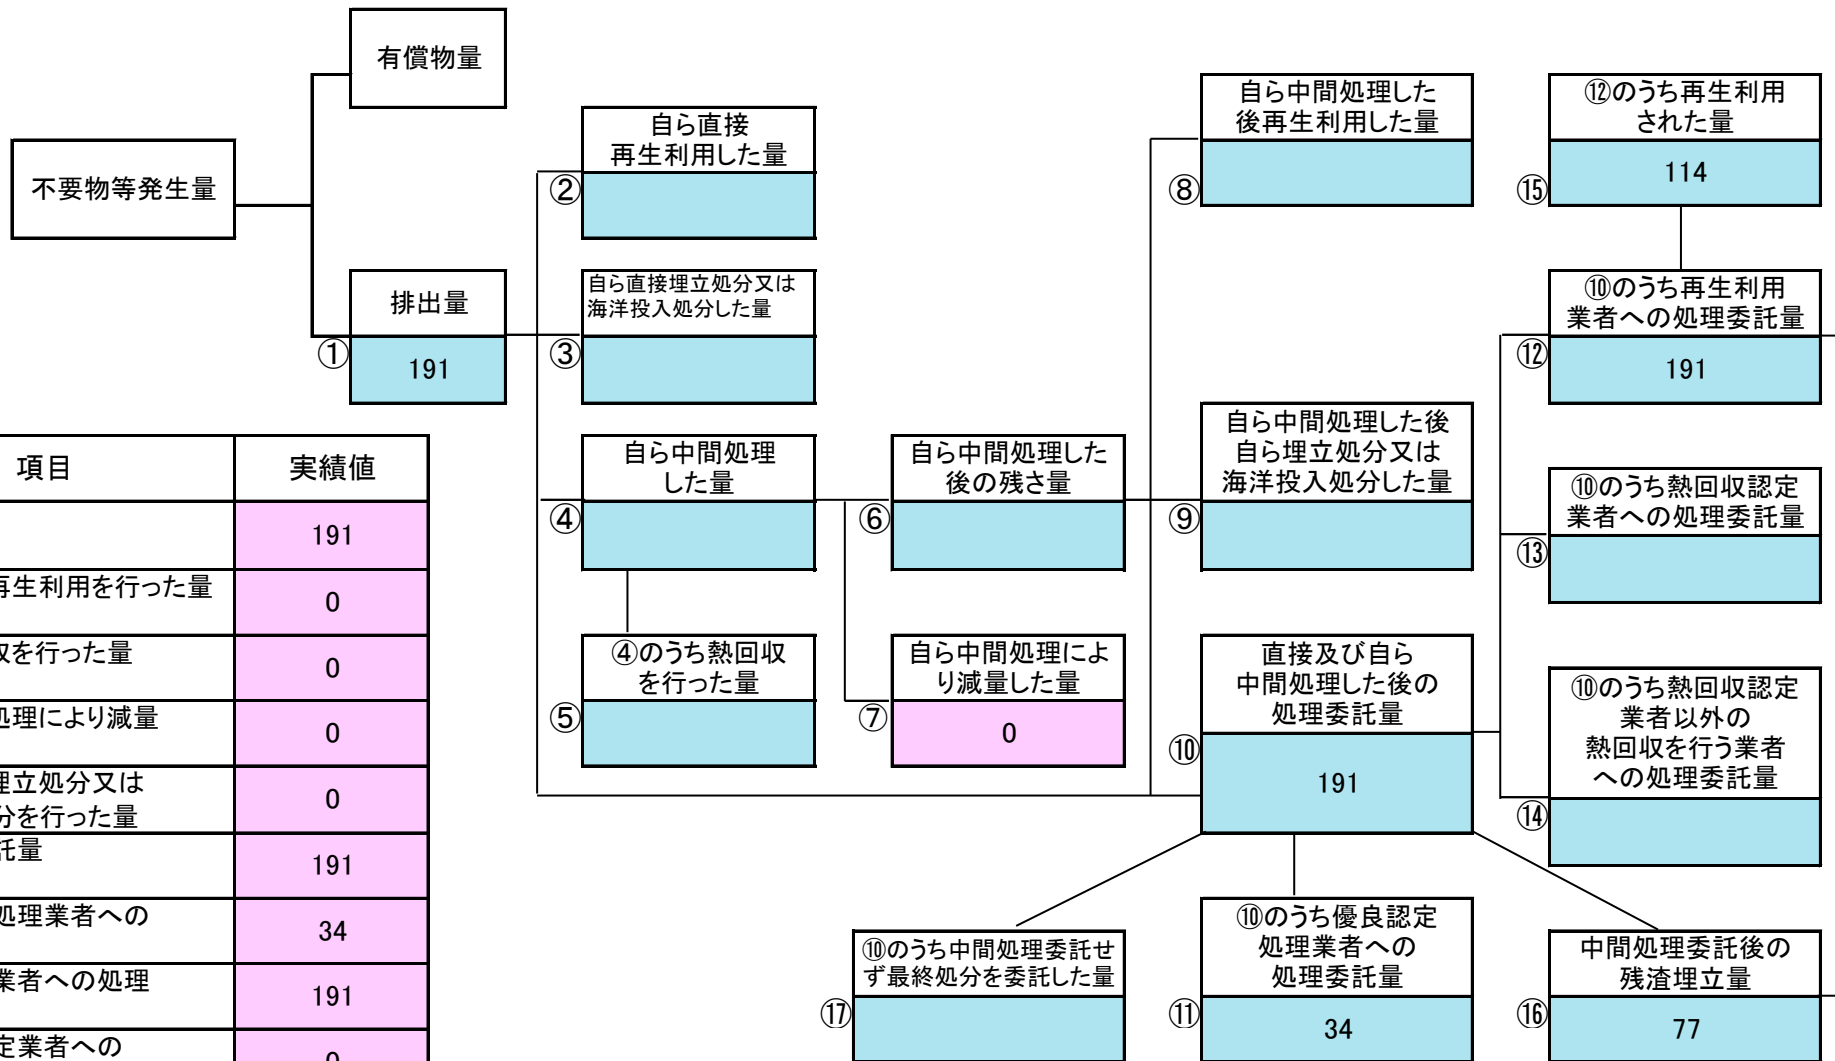 有償物量
不要物等発生量
排出量
①
191
自ら直接
再生利用した量
②
自ら直接埋立処分又は
海洋投入処分した量
③
自ら中間処理
した量
④
④のうち熱回収
を行った量
⑤
自ら中間処理した
後の残さ量
⑥
自ら中間処理によ
り減量した量
⑦
0
自ら中間処理した
後再生利用した量
⑧
自ら中間処理した後
自ら埋立処分又は
海洋投入処分した量
⑨
直接及び自ら
中間処理した後の
処理委託量
⑩
191
⑫のうち再生利用
された量
⑮
114
⑩のうち再生利用
業者への処理委託量
⑫
191
⑩のうち熱回収認定
業者への処理委託量
⑬
⑩のうち熱回収認定
業者以外の
熱回収を行う業者
への処理委託量
⑭
⑩のうち中間処理委託せ
ず最終処分を委託した量
⑰
⑩のうち優良認定
処理業者への
処理委託量
⑪
34
中間処理委託後の
残渣埋立量
⑯
77
項目
実績値
191
再生利用を行った量
0
を行った量
0
処理により減量
0
埋立処分又は
分を行った量
0
託量
191
処理業者への
34
業者への処理
191
定業者への
0